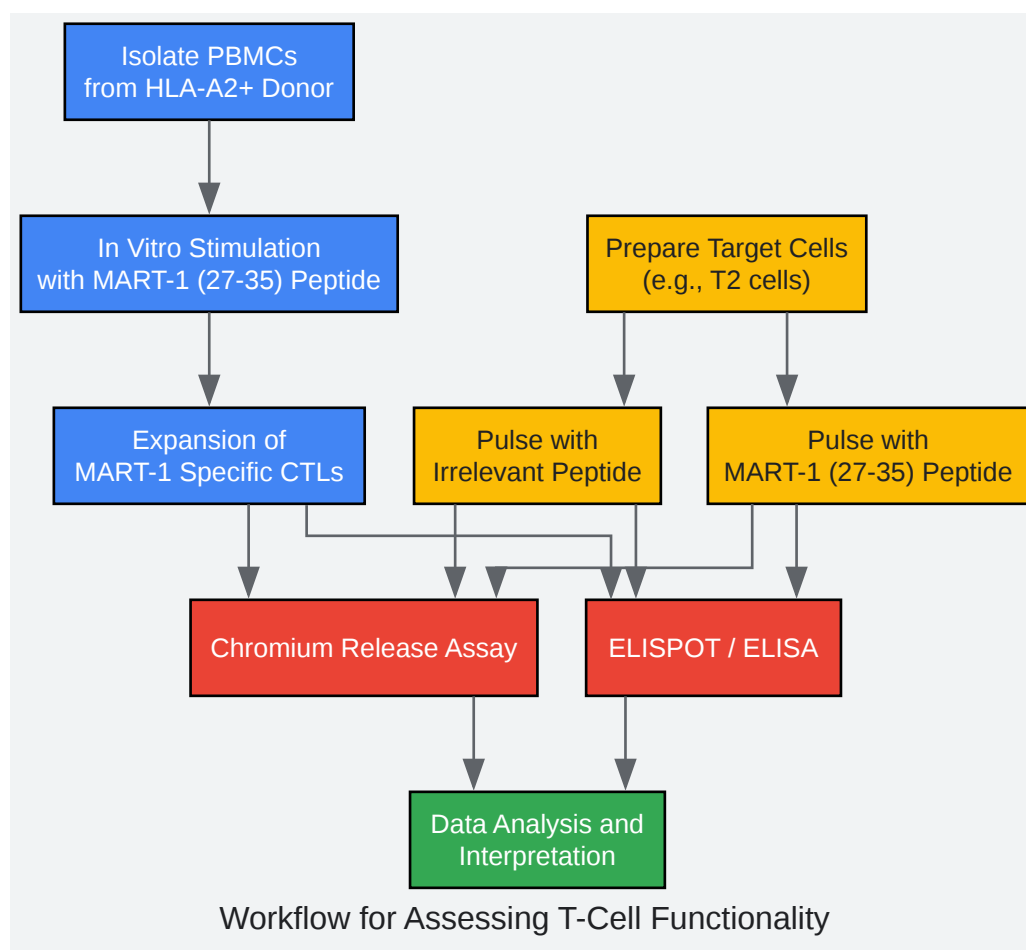 Isolate PBMCs
from HLA-A2+ Donor
In Vitro Stimulation
with MART-1 (27-35) Peptide
Prepare Target Cells
(e.g., T2 cells)
Expansion of
MART-1 Specific CTLs
Pulse with
Irrelevant Peptide
Pulse with
MART-1 (27-35) Peptide
Chromium Release Assay
ELISPOT / ELISA
Data Analysis and
Interpretation
Workflow for Assessing T-Cell Functionality